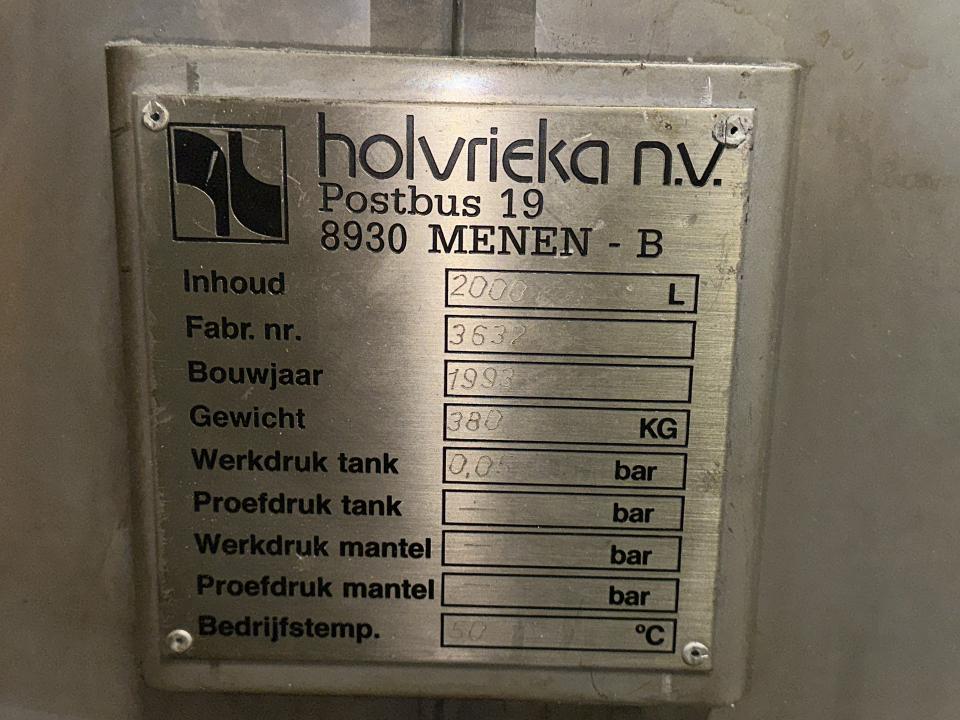 holvrieka n.v.
Postbus 19
8930 MENEN - B
Inhoud 2000 L
Fabr. nr. 3632
Bouwjaar 1993
Gewicht 380 KG
Werkdruk tank 0,05 bar
Proefdruk tank - bar
Werkdruk mantel - bar
Proefdruk mantel - bar
Bedrijfstemp. 50 °C